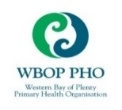 WBOP PHO
Western Bay of Plenty
Primary Health Organisation